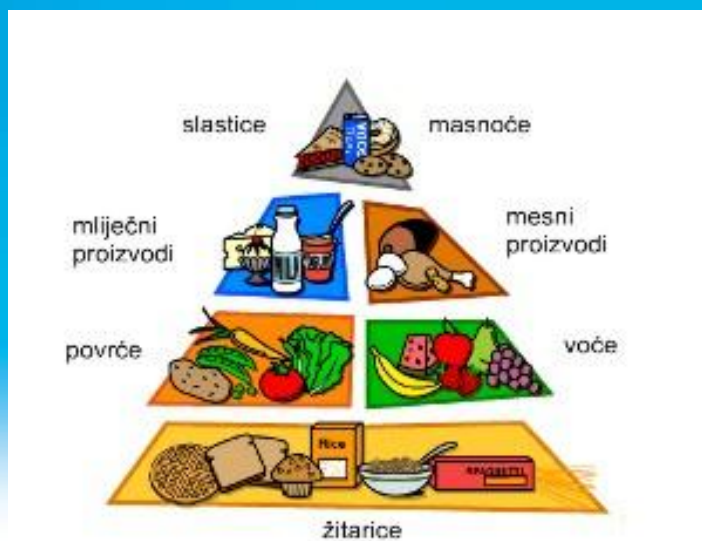 slastice
masnoće
mliječni
proizvodi
mesni
proizvodi
povrće
voće
Rice
SPAGHETTI
žitarice